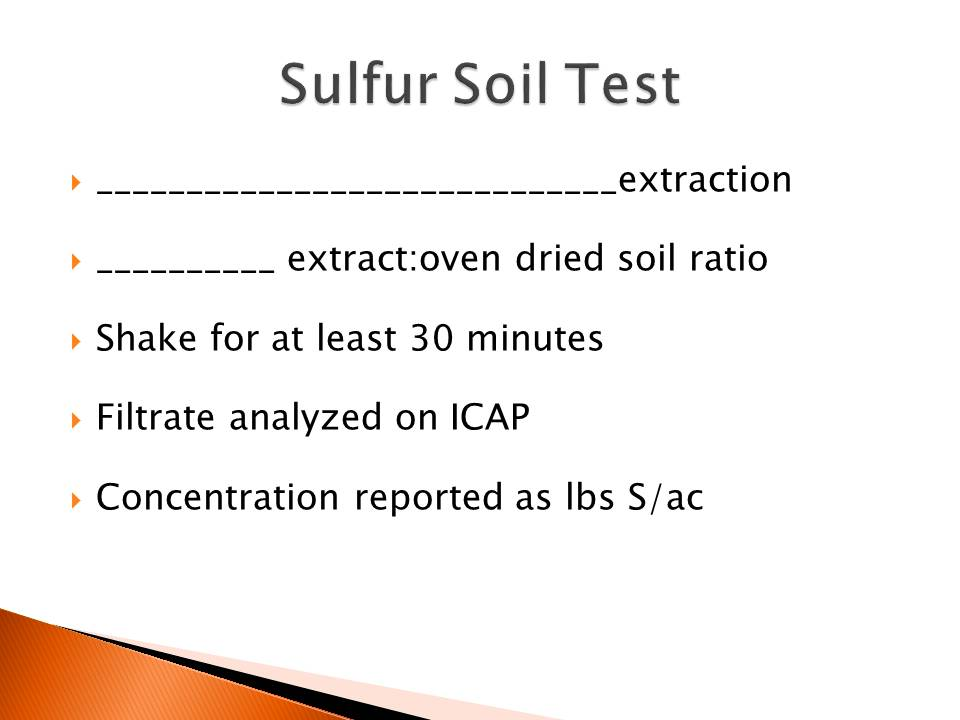 Sulfur Soil Test
_____________________________extraction
__________ extract:oven dried soil ratio
Shake for at least 30 minutes
Filtrate analyzed on ICAP
Concentration reported as lbs S/ac